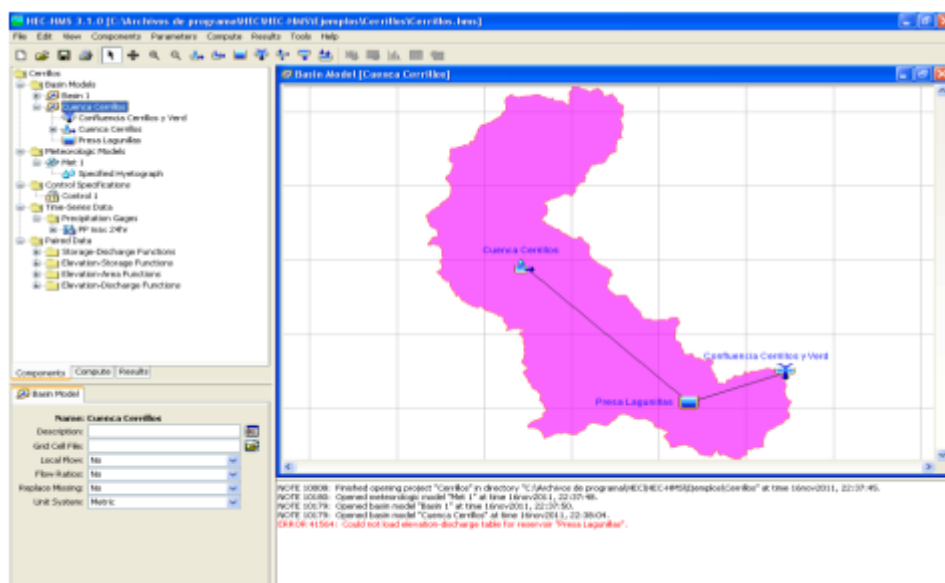 HEC-HMS 3.1.0 [C:\Archivos de programa\HEC\HEC-HMS\Ejemplos\Cerrillos\Cerrillos.hms]
File Edit View Components Parameters Compute Results Tools Help
Cerrillos
Basin Models
Basin 1
Cuenca Cerrillos
Confluencia Cerrillos y Verd
Cuenca Cerrillos
Presa Lagunillas
Meteorologic Models
Met 1
Specified Hyetograph
Control Specifications
Control 1
Time-Series Data
Precipitation Gages
PP max 24hr
Paired Data
Storage-Discharge Functions
Elevation-Storage Functions
Elevation-Area Functions
Elevation-Discharge Functions
Components Compute Results
Basin Model
Name: Cuenca Cerrillos
Description:
Grid Cell File:
Local Flow: No
Flow Ratios: No
Replace Missing: No
Unit System: Metric
Basin Model [Cuenca Cerrillos]
Cuenca Cerrillos
Confluencia Cerrillos y Verd
Presa Lagunillas
NOTE 10008: Finished opening project "Cerrillos" in directory "C:\Archivos de programa\HEC\HEC-HMS\Ejemplos\Cerrillos" at time 16nov2011, 22:37:45.
NOTE 10180: Opened meteorologic model "Met 1" at time 16nov2011, 22:37:48.
NOTE 10179: Opened basin model "Basin 1" at time 16nov2011, 22:37:50.
NOTE 10179: Opened basin model "Cuenca Cerrillos" at time 16nov2011, 22:38:04.
ERROR 41564: Could not load elevation-discharge table for reservoir "Presa Lagunillas".